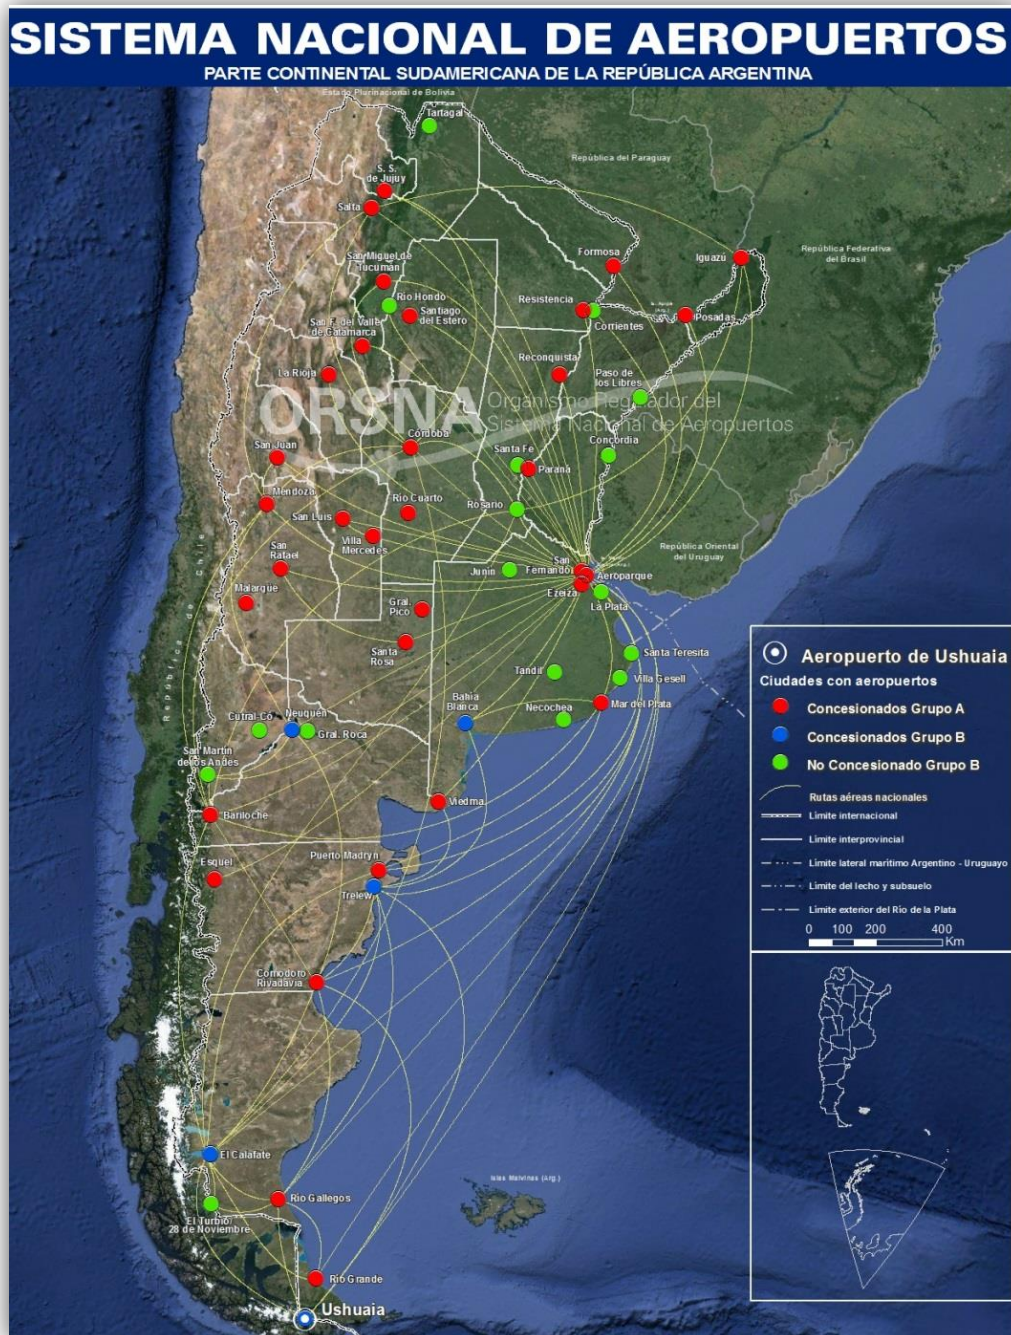 SISTEMA NACIONAL DE AEROPUERTOS
PARTE CONTINENTAL SUDAMERICANA DE LA REPÚBLICA ARGENTINA
Estado Plurinacional de Bolivia
Tartagal
República del Paraguay
S. S.
de Jujuy
Salta
República Federativa
del Brasil
Formosa
Iguazú
San Miguel de
Tucumán
Río Hondo
Santiago
del Estero
Resistencia
Corrientes
Posadas
San F. del Valle
de Catamarca
La Rioja
Reconquista
Paso de
los Libres
ORSNA
Organismo Regulador del
Sistema Nacional de Aeropuertos
Córdoba
San Juan
Santa Fe
Paraná
Concordia
Mendoza
San Luis
Río Cuarto
Rosario
Villa
Mercedes
San
Rafael
Junín
San
Fernando
Aeroparque
Ezeiza
La Plata
República Oriental
del Uruguay
Malargüe
Gral.
Pico
Santa
Rosa
República de Chile
Santa Teresita
Tandil
Villa Gesell
Necochea
Mar del Plata
Bahía
Blanca
Cutral-Có
Neuquén
Gral. Roca
San Martín
de los Andes
Bariloche
Viedma
Esquel
Puerto Madryn
Trelew
Comodoro
Rivadavia
El Calafate
Río Gallegos
El Turbio/
28 de Noviembre
Islas Malvinas (Arg.)
Río Grande
Ushuaia
Aeropuerto de Ushuaia
Ciudades con aeropuertos
Concesionados Grupo A
Concesionados Grupo B
No Concesionado Grupo B
Rutas aéreas nacionales
Límite internacional
Límite interprovincial
Límite lateral marítimo Argentino - Uruguayo
Límite del lecho y subsuelo
Límite exterior del Río de la Plata
0 100 200 400
Km